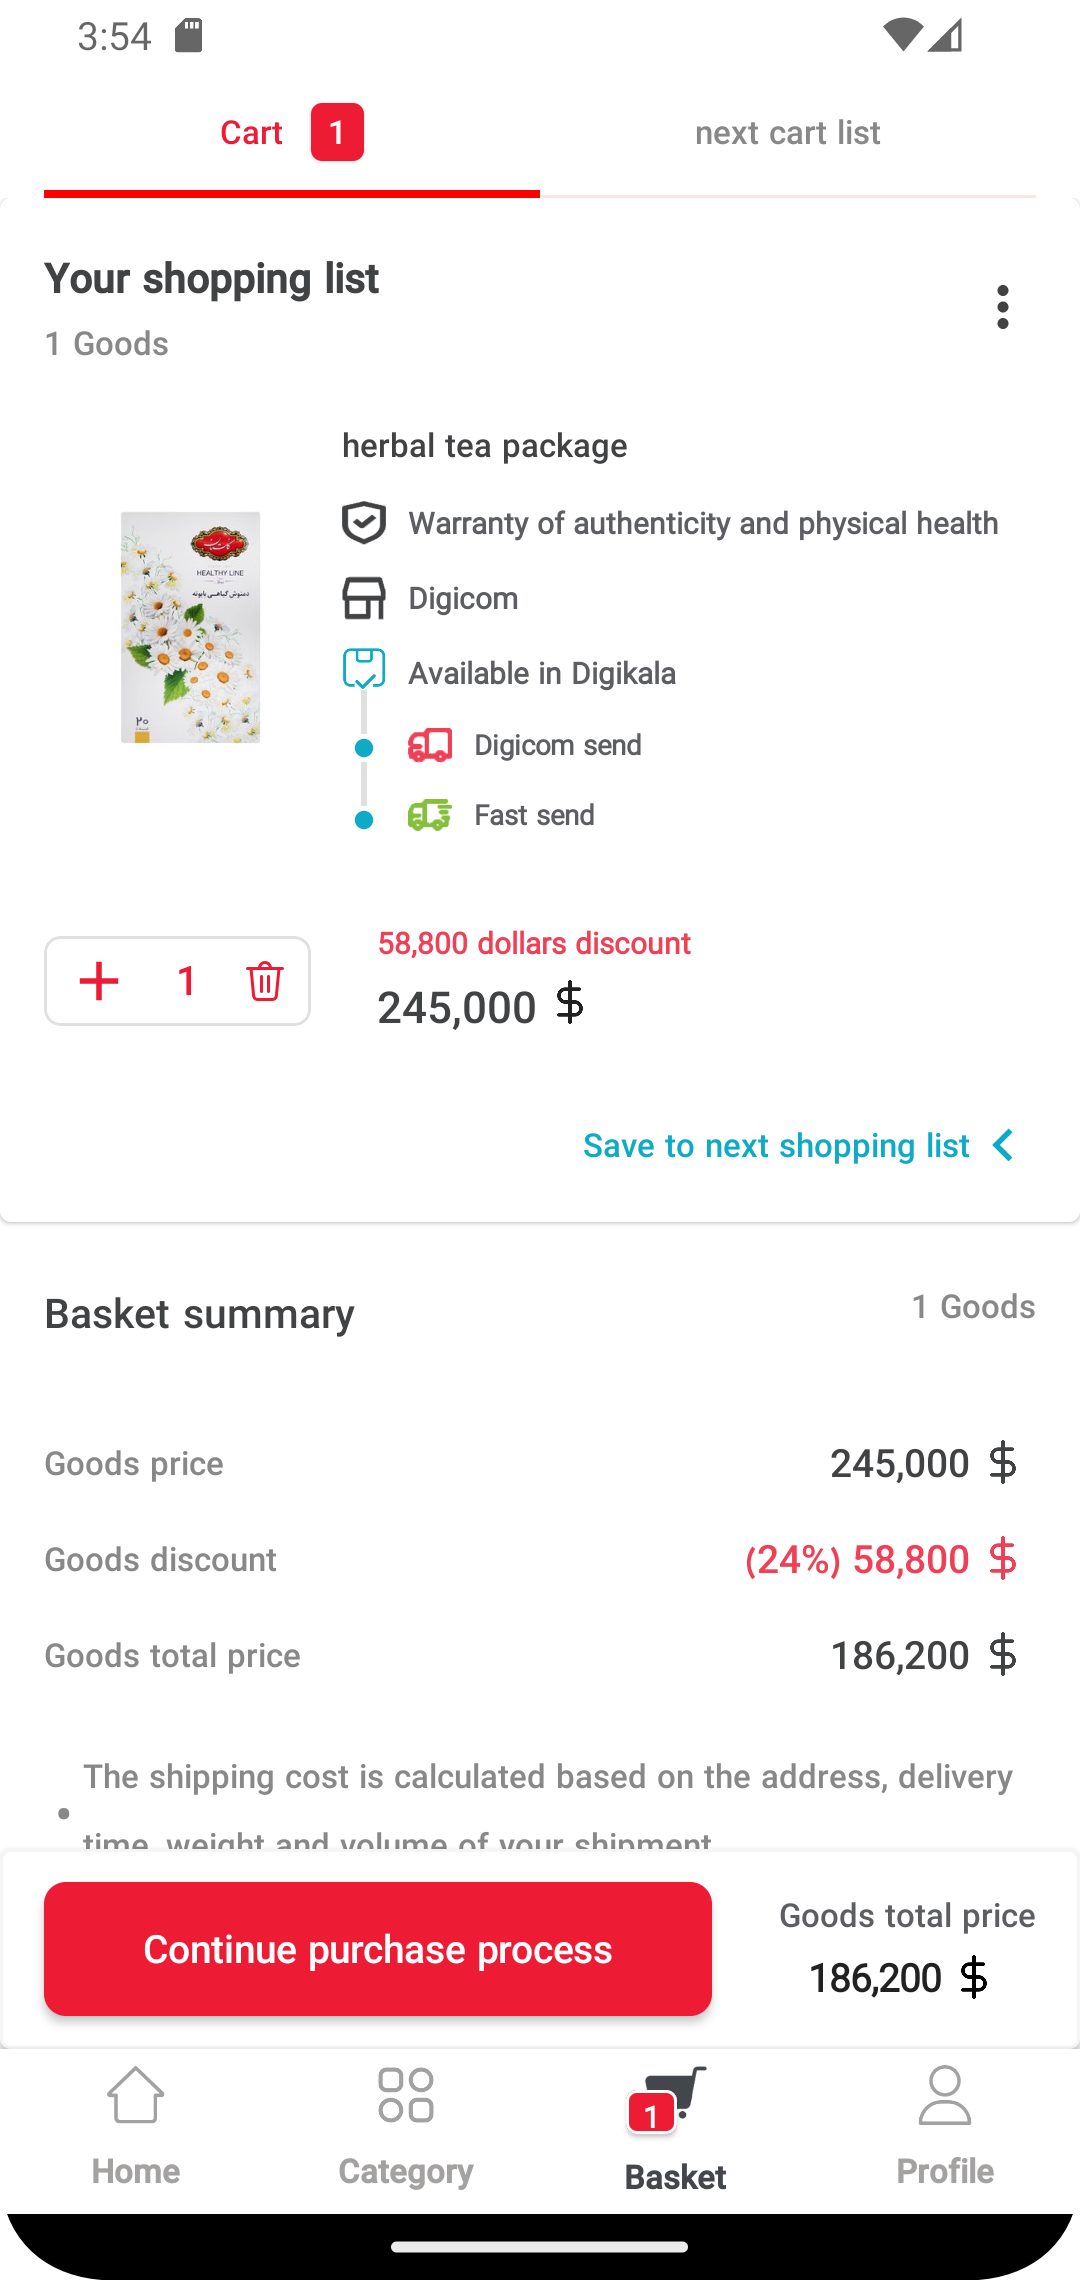 3:54
Cart 1
next cart list
Your shopping list
1 Goods
herbal tea package
Warranty of authenticity and physical health
HEALTHY LINE
دمنوش گیاهی بابونه
۲۰
Digicom
Available in Digikala
Digicom send
Fast send
1
58,800 dollars discount
245,000 $
Save to next shopping list
Basket summary
1 Goods
Goods price
245,000 $
Goods discount
(24%) 58,800 $
Goods total price
186,200 $
• The shipping cost is calculated based on the address, delivery
time, weight and volume of your shipment
Continue purchase process
Goods total price
186,200 $
1
Home
Category
Basket
Profile